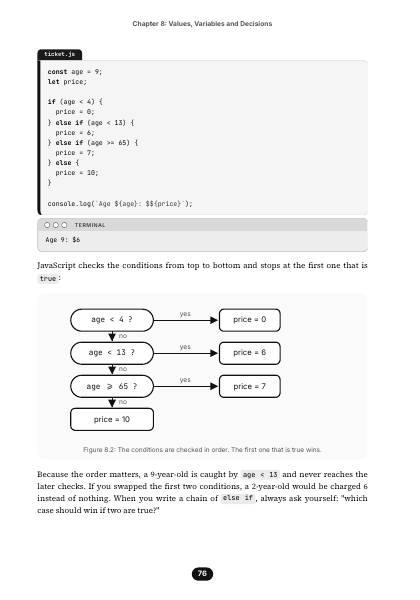 Chapter 8: Values, Variables and Decisions
ticket.js
const age = 9;
let price;
if (age < 4) {
  price = 0;
} else if (age < 13) {
  price = 6;
} else if (age >= 65) {
  price = 7;
} else {
  price = 10;
}
console.log(`Age ${age}: $${price}`);
TERMINAL
Age 9: $6
JavaScript checks the conditions from top to bottom and stops at the first one that is
true :
age < 4 ?
yes
price = 0
no
age < 13 ?
yes
price = 6
no
age ⩾ 65 ?
yes
price = 7
no
price = 10
Figure 8.2: The conditions are checked in order. The first one that is true wins.
Because the order matters, a 9-year-old is caught by age < 13 and never reaches the
later checks. If you swapped the first two conditions, a 2-year-old would be charged 6
instead of nothing. When you write a chain of else if, always ask yourself: "which
case should win if two are true?"
76